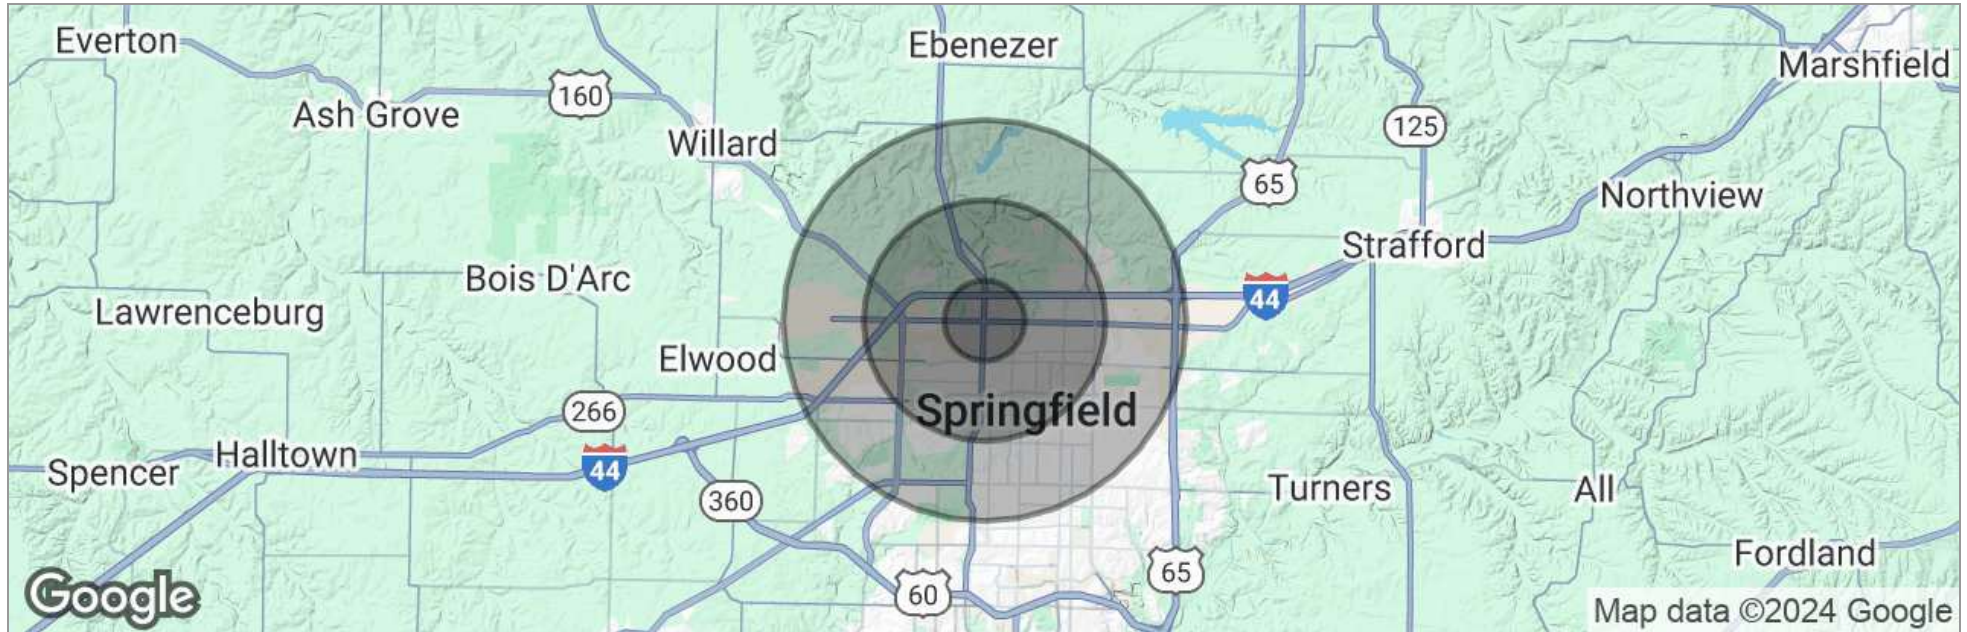 Everton
Ebenezer
Marshfield
160
Ash Grove
125
Willard
65
Northview
Strafford
Bois D'Arc
44
Lawrenceburg
Elwood
266
Springfield
Halltown
Spencer
44
360
Turners
All
Fordland
65
60
Google
Map data ©2024 Google